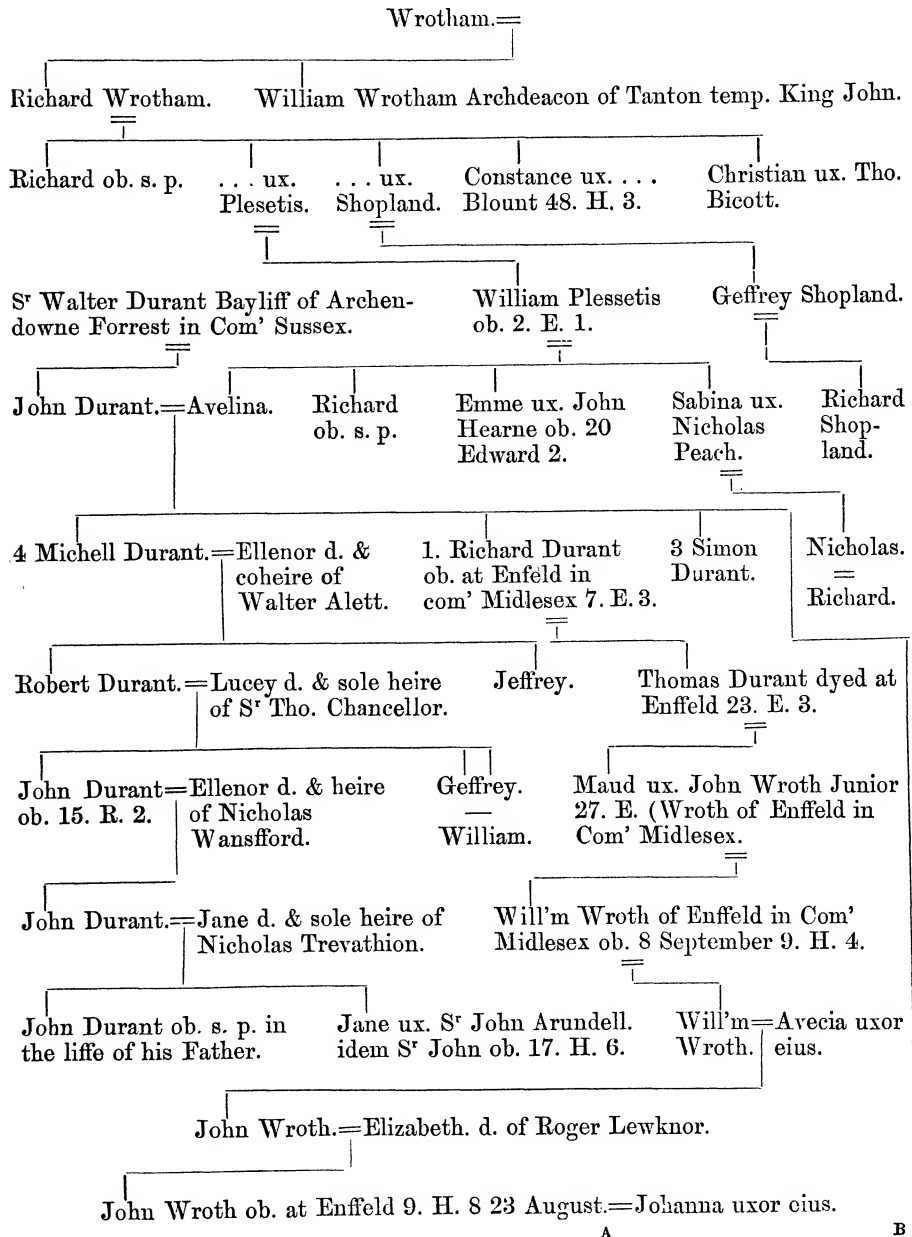 Wrotham.=
Richard Wrotham. William Wrotham Archdeacon of Tanton temp. King John.
Richard ob. s. p.
. . . ux.
Plesetis.
. . . ux.
Shopland.
Constance ux. . . .
Blount 48. H. 3.
Christian ux. Tho.
Bicott.
Sr Walter Durant Bayliff of Archen-
downe Forrest in Com' Sussex.
William Plessetis
ob. 2. E. 1.
Geffrey Shopland.
John Durant.=Avelina.
Richard
ob. s. p.
Emme ux. John
Hearne ob. 20
Edward 2.
Sabina ux.
Nicholas
Peach.
Richard
Shop-
land.
4 Michell Durant.=Ellenor d. &
coheire of
Walter Alett.
1. Richard Durant
ob. at Enfeld in
com' Midlesex 7. E. 3.
3 Simon
Durant.
Nicholas.
=
Richard.
Robert Durant.=Lucey d. & sole heire
of Sr Tho. Chancellor.
Jeffrey.
Thomas Durant dyed at
Enffeld 23. E. 3.
John Durant=Ellenor d. & heire
ob. 15. R. 2. of Nicholas
Wansfford.
Geffrey.
—
William.
Maud ux. John Wroth Junior
27. E. (Wroth of Enffeld in
Com' Midlesex.
John Durant.=Jane d. & sole heire of
Nicholas Trevathion.
Will'm Wroth of Enffeld in Com'
Midlesex ob. 8 September 9. H. 4.
John Durant ob. s. p. in
the liffe of his Father.
Jane ux. Sr John Arundell.
idem Sr John ob. 17. H. 6.
Will'm=Avecia uxor
Wroth. eius.
John Wroth.=Elizabeth. d. of Roger Lewknor.
John Wroth ob. at Enffeld 9. H. 8 23 August.=Johanna uxor eius.
A B